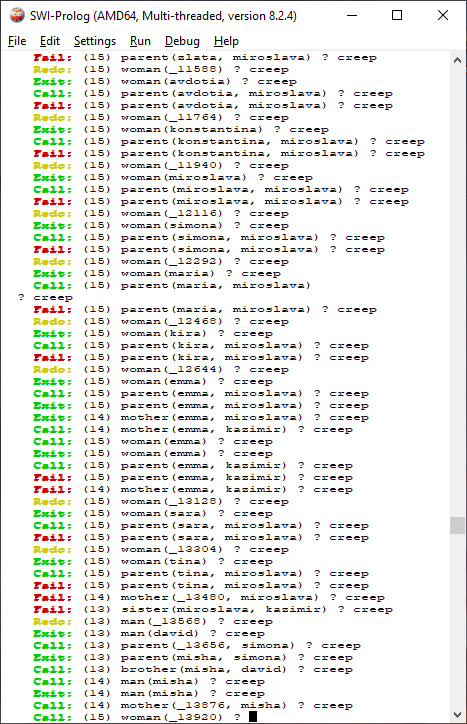 SWI-Prolog (AMD64, Multi-threaded, version 8.2.4)
File Edit Settings Run Debug Help
Fail: (15) parent(zlata, miroslava) ? creep
Redo: (15) woman(_11588) ? creep
Exit: (15) woman(avdotia) ? creep
Call: (15) parent(avdotia, miroslava) ? creep
Fail: (15) parent(avdotia, miroslava) ? creep
Redo: (15) woman(_11764) ? creep
Exit: (15) woman(konstantina) ? creep
Call: (15) parent(konstantina, miroslava) ? creep
Fail: (15) parent(konstantina, miroslava) ? creep
Redo: (15) woman(_11940) ? creep
Exit: (15) woman(miroslava) ? creep
Call: (15) parent(miroslava, miroslava) ? creep
Fail: (15) parent(miroslava, miroslava) ? creep
Redo: (15) woman(_12116) ? creep
Exit: (15) woman(simona) ? creep
Call: (15) parent(simona, miroslava) ? creep
Fail: (15) parent(simona, miroslava) ? creep
Redo: (15) woman(_12292) ? creep
Exit: (15) woman(maria) ? creep
Call: (15) parent(maria, miroslava)
? creep
Fail: (15) parent(maria, miroslava) ? creep
Redo: (15) woman(_12468) ? creep
Exit: (15) woman(kira) ? creep
Call: (15) parent(kira, miroslava) ? creep
Fail: (15) parent(kira, miroslava) ? creep
Redo: (15) woman(_12644) ? creep
Exit: (15) woman(emma) ? creep
Call: (15) parent(emma, miroslava) ? creep
Exit: (15) parent(emma, miroslava) ? creep
Exit: (14) mother(emma, miroslava) ? creep
Call: (14) mother(emma, kazimir) ? creep
Call: (15) woman(emma) ? creep
Exit: (15) woman(emma) ? creep
Call: (15) parent(emma, kazimir) ? creep
Fail: (15) parent(emma, kazimir) ? creep
Fail: (14) mother(emma, kazimir) ? creep
Redo: (15) woman(_13128) ? creep
Exit: (15) woman(sara) ? creep
Call: (15) parent(sara, miroslava) ? creep
Fail: (15) parent(sara, miroslava) ? creep
Redo: (15) woman(_13304) ? creep
Exit: (15) woman(tina) ? creep
Call: (15) parent(tina, miroslava) ? creep
Fail: (15) parent(tina, miroslava) ? creep
Fail: (14) mother(_13480, miroslava) ? creep
Fail: (13) sister(miroslava, kazimir) ? creep
Redo: (13) man(_13568) ? creep
Exit: (13) man(david) ? creep
Call: (13) parent(_13656, simona) ? creep
Exit: (13) parent(misha, simona) ? creep
Call: (13) brother(misha, david) ? creep
Call: (14) man(misha) ? creep
Exit: (14) man(misha) ? creep
Call: (14) mother(_13876, misha) ? creep
Call: (15) woman(_13920) ?